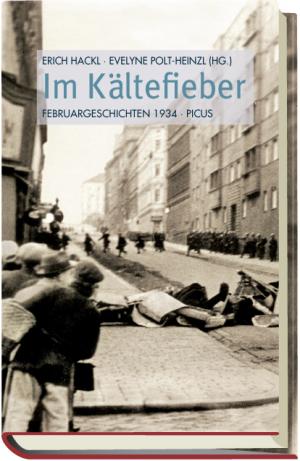 ERICH HACKL · EVELYNE POLT-HEINZL (HG.)
Im Kältefieber
FEBRUARGESCHICHTEN 1934 · PICUS